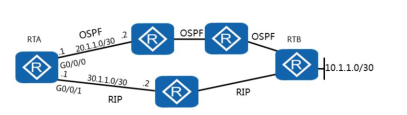 OSPF
OSPF
OSPF
RTA
RTB
20.1.1.0/30
.2
.1
G0/0/0
R
R
R
R
10.1.1.0/30
.1
G0/0/1
30.1.1.0/30
.2
R
RIP
RIP